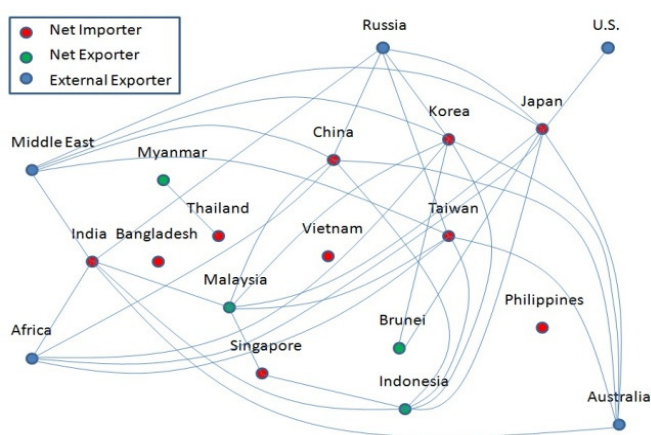 Net Importer
Net Exporter
External Exporter
Russia
U.S.
Japan
Korea
China
Middle East
Myanmar
Thailand
Taiwan
Vietnam
India
Bangladesh
Malaysia
Philippines
Africa
Brunei
Singapore
Indonesia
Australia